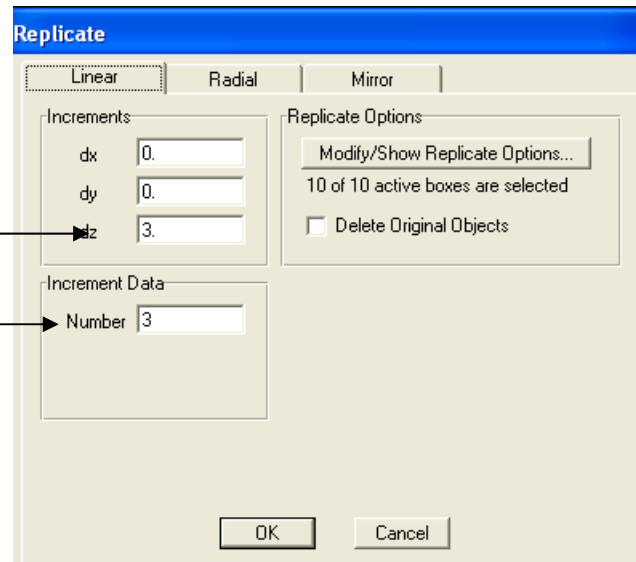 Replicate
Linear Radial Mirror
Increments
dx 0.
dy 0.
dz 3.
Replicate Options
Modify/Show Replicate Options...
10 of 10 active boxes are selected
Delete Original Objects
Increment Data
Number 3
OK Cancel